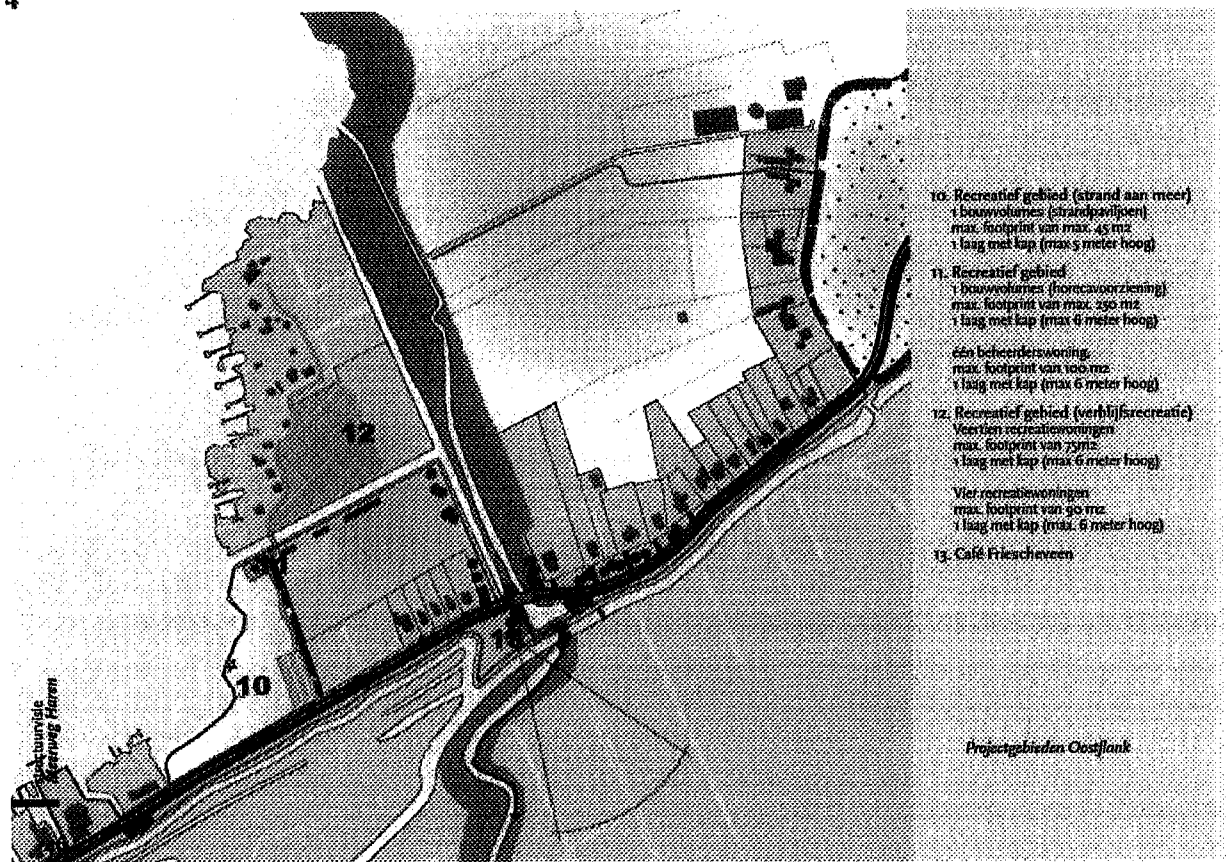 10. Recreatief gebied (strand aan meer)
1 bouwvolumes (strandpaviljoen)
max. footprint van max. 45 m2
1 laag met kap (max 5 meter hoog)
11. Recreatief gebied
1 bouwvolumes (horecavoorziening)
max. footprint van max. 250 m2
1 laag met kap (max 6 meter hoog)
één beheerderswoning,
max. footprint van 100 m2
1 laag met kap (max 6 meter hoog)
12. Recreatief gebied (verblijfsrecreatie)
Veertien recreatiewoningen
max. footprint van 75m2
1 laag met kap (max 6 meter hoog)
Vier recreatiewoningen
max. footprint van 90 m2
1 laag met kap (max. 6 meter hoog)
13. Café Friescheveen
12
10
Structuurvisie
Meerweg Haren
Projectgebieden Oostflank